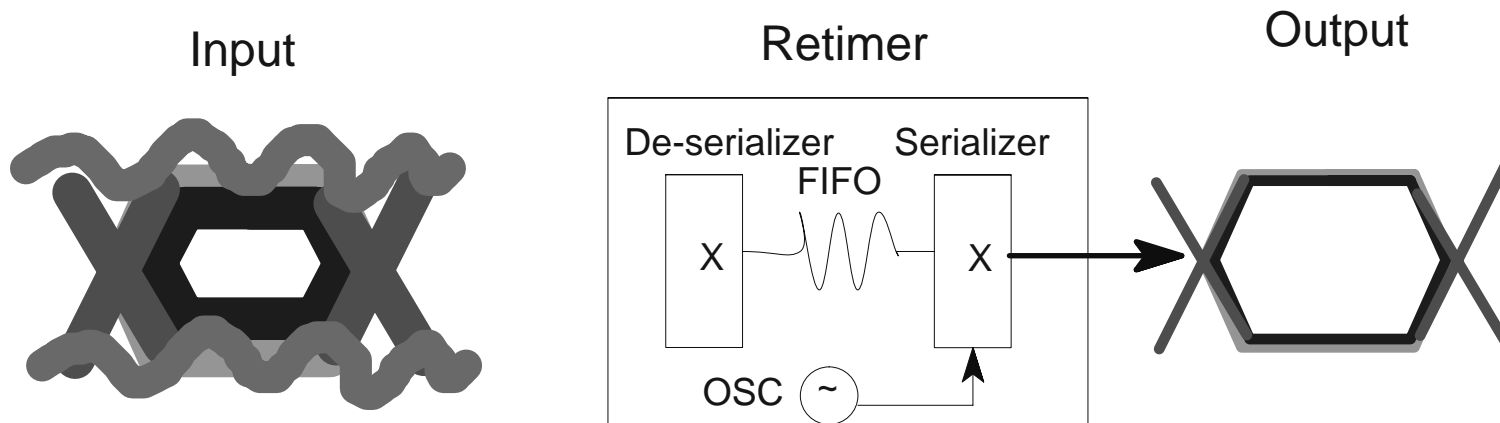 Input
Retimer
Output
De-serializer
Serializer
FIFO
X
X
OSC
~